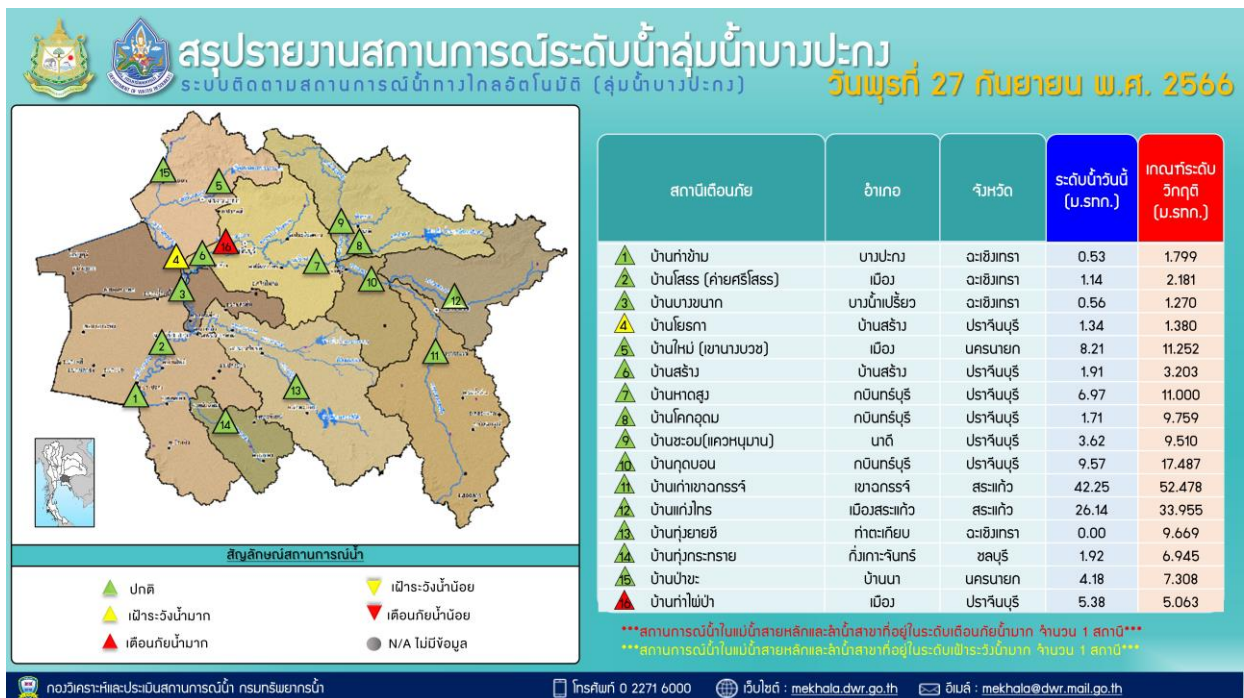 สรุปรายงานสถานการณ์ระดับน้ำลุ่มน้ำบางปะกง
ระบบติดตามสถานการณ์น้ำทางไกลอัตโนมัติ (ลุ่มน้ำบางปะกง)
วันพุธที่ 27 กันยายน พ.ศ. 2566
15
5
9
16
8
4
6
7
10
3
12
2
11
13
1
14
สัญลักษณ์สถานการณ์น้ำ
ปกติ
เฝ้าระวังน้ำน้อย
เฝ้าระวังน้ำมาก
เตือนภัยน้ำน้อย
เตือนภัยน้ำมาก
N/A ไม่มีข้อมูล
สถานีเตือนภัย อำเภอ จังหวัด ระดับน้ำวันนี้ (ม.รทก.) เกณฑ์ระดับวิกฤติ (ม.รทก.)
1 บ้านท่าข้าม บางปะกง ฉะเชิงเทรา 0.53 1.799
2 บ้านโสธร (ค่ายศรีโสธร) เมือง ฉะเชิงเทรา 1.14 2.181
3 บ้านบางขนาก บางน้ำเปรี้ยว ฉะเชิงเทรา 0.56 1.270
4 บ้านโยธกา บ้านสร้าง ปราจีนบุรี 1.34 1.380
5 บ้านใหม่ (เขานางบวช) เมือง นครนายก 8.21 11.252
6 บ้านสร้าง บ้านสร้าง ปราจีนบุรี 1.91 3.203
7 บ้านหาดสูง กบินทร์บุรี ปราจีนบุรี 6.97 11.000
8 บ้านโคกอุดม กบินทร์บุรี ปราจีนบุรี 1.71 9.759
9 บ้านซะอม(แควหนุมาน) นาดี ปราจีนบุรี 3.62 9.510
10 บ้านกุดบอน กบินทร์บุรี ปราจีนบุรี 9.57 17.487
11 บ้านเก่าเขาฉกรรจ์ เขาฉกรรจ์ สระแก้ว 42.25 52.478
12 บ้านแก่งไทร เมืองสระแก้ว สระแก้ว 26.14 33.955
13 บ้านทุ่งยายชี ท่าตะเกียบ ฉะเชิงเทรา 0.00 9.669
14 บ้านทุ่งกระทราย กิ่งเกาะจันทร์ ชลบุรี 1.92 6.945
15 บ้านป่าขะ บ้านนา นครนายก 4.18 7.308
16 บ้านท่าไผ่ป่า เมือง ปราจีนบุรี 5.38 5.063
***สถานการณ์น้ำในแม่น้ำสายหลักและลำน้ำสาขาที่อยู่ในระดับเตือนภัยน้ำมาก จำนวน 1 สถานี***
***สถานการณ์น้ำในแม่น้ำสายหลักและลำน้ำสาขาที่อยู่ในระดับเฝ้าระวังน้ำมาก จำนวน 1 สถานี***
กองวิเคราะห์และประเมินสถานการณ์น้ำ กรมทรัพยากรน้ำ โทรศัพท์ 0 2271 6000 เว็บไซต์ : mekhala.dwr.go.th อีเมล์ : mekhala@dwr.mail.go.th